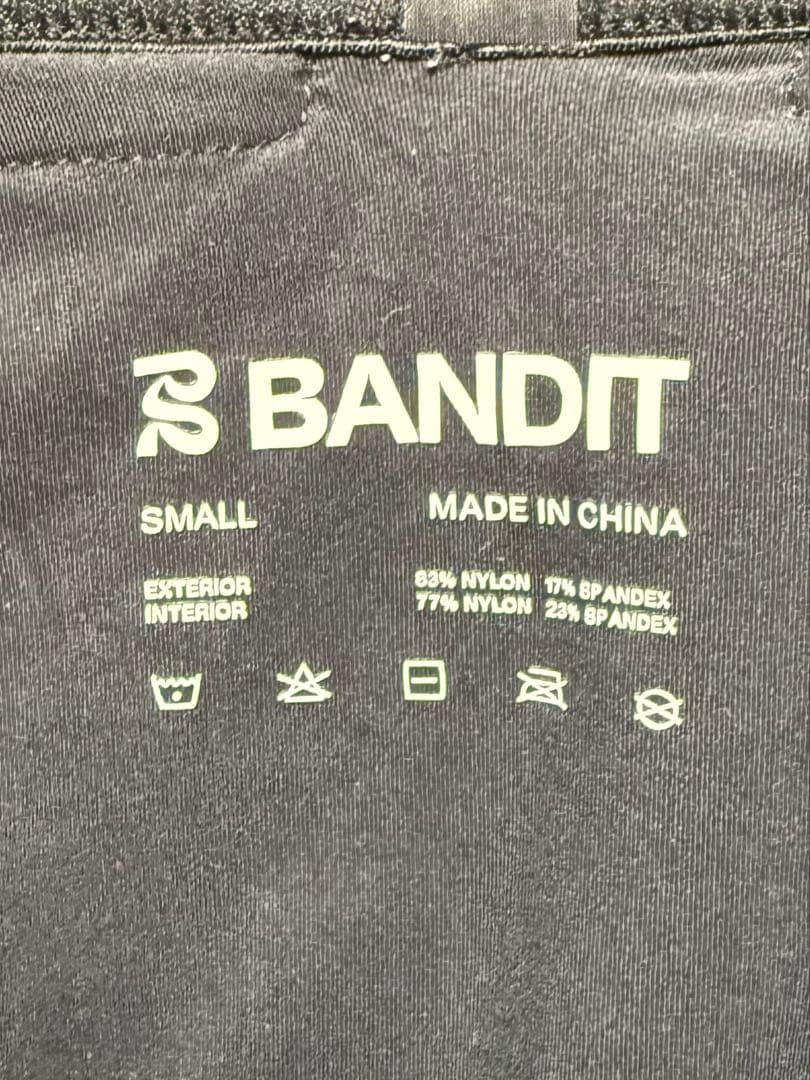 BANDIT
SMALL MADE IN CHINA
EXTERIOR 83% NYLON 17% SPANDEX
INTERIOR 77% NYLON 23% SPANDEX